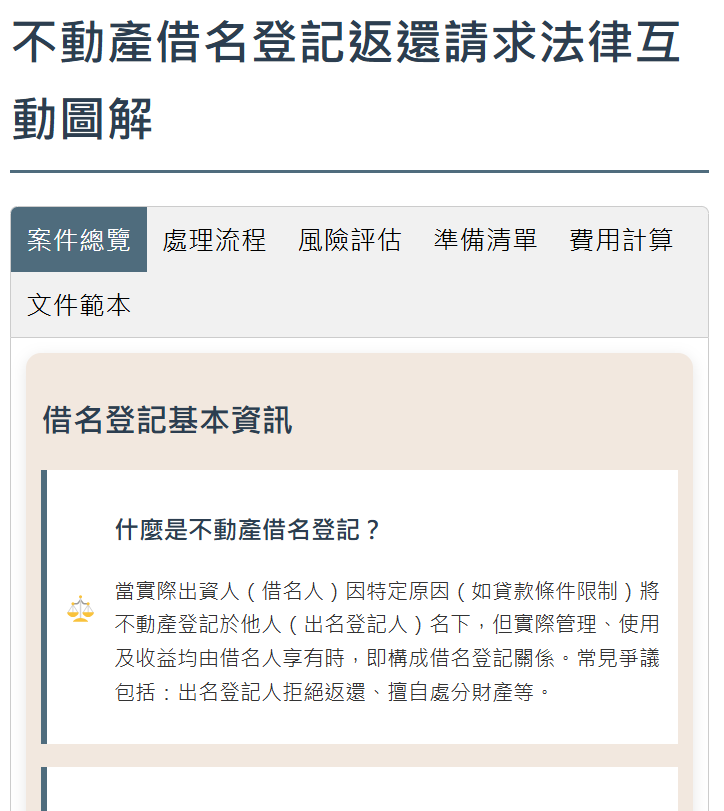 不動產借名登記返還請求法律互
動圖解
案件總覽 處理流程 風險評估 準備清單 費用計算
文件範本
借名登記基本資訊
什麼是不動產借名登記？
當實際出資人（借名人）因特定原因（如貸款條件限制）將
不動產登記於他人（出名登記人）名下，但實際管理、使用
及收益均由借名人享有時，即構成借名登記關係。常見爭議
包括：出名登記人拒絕返還、擅自處分財產等。